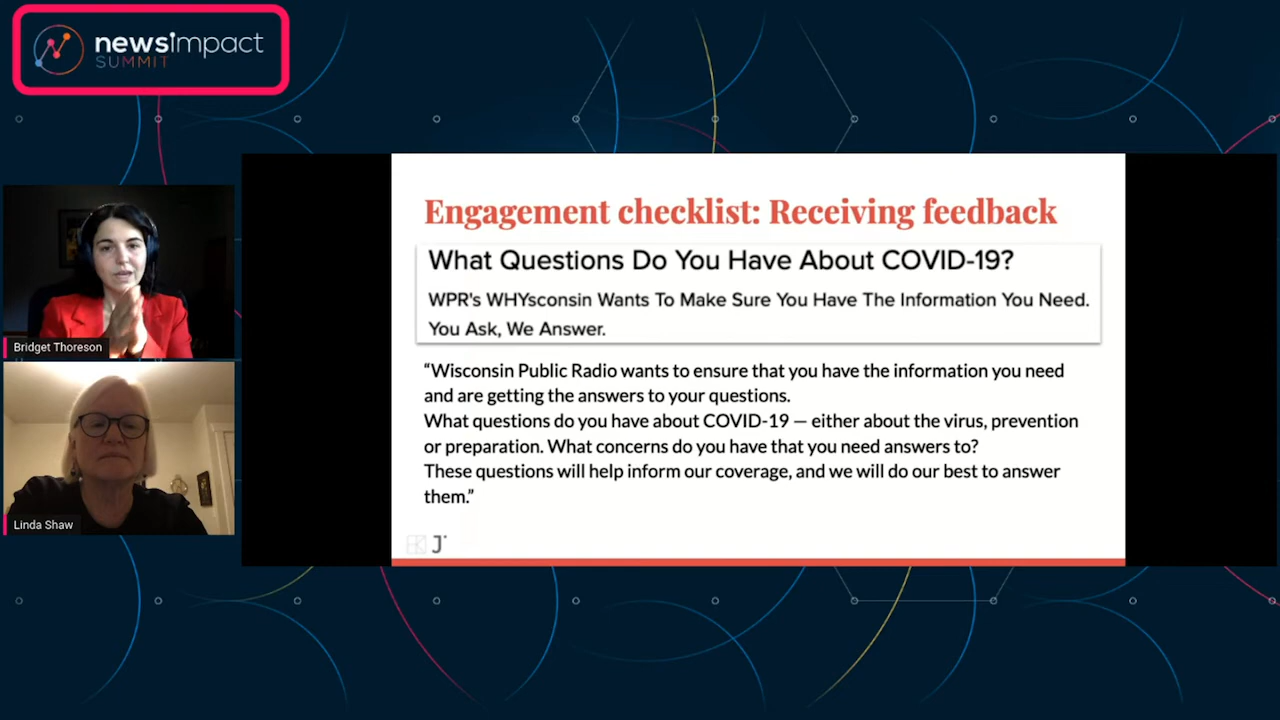 newsimpact
SUMMIT
Bridget Thoreson
Linda Shaw
Engagement checklist: Receiving feedback
What Questions Do You Have About COVID-19?
WPR's WHYsconsin Wants To Make Sure You Have The Information You Need.
You Ask, We Answer.
“Wisconsin Public Radio wants to ensure that you have the information you need
and are getting the answers to your questions.
What questions do you have about COVID-19 — either about the virus, prevention
or preparation. What concerns do you have that you need answers to?
These questions will help inform our coverage, and we will do our best to answer
them.”
J